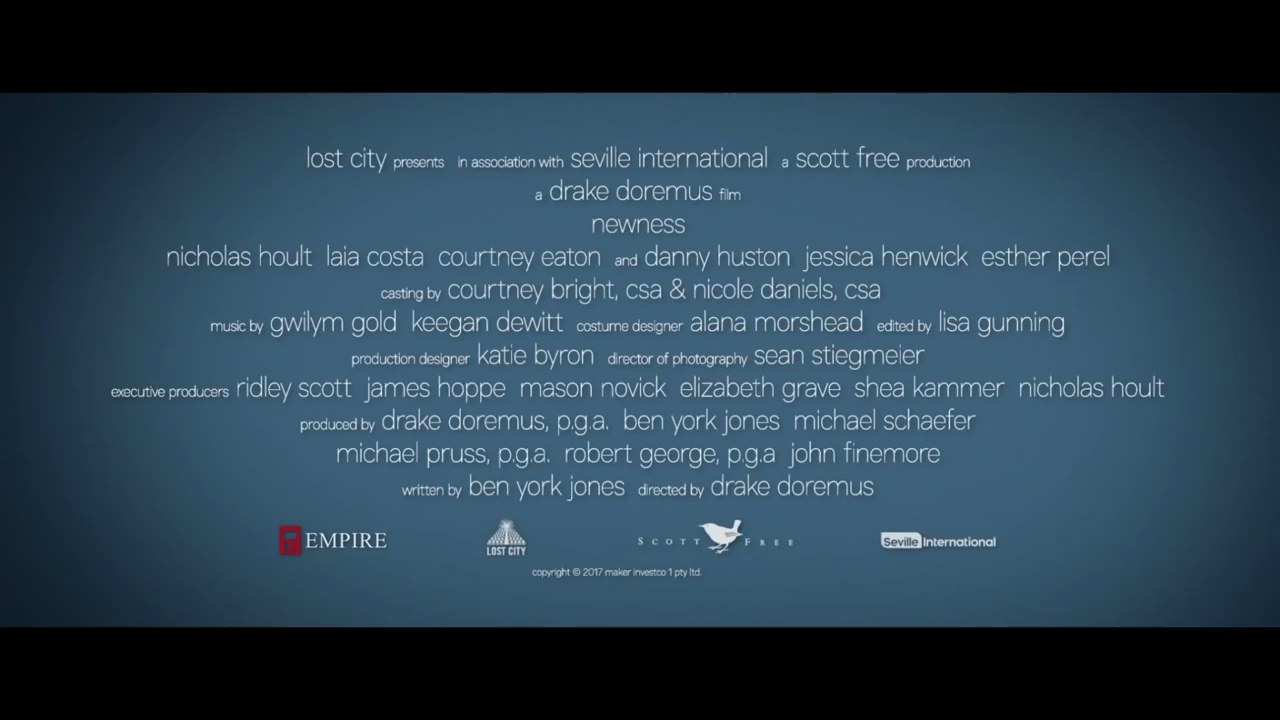 lost city presents in association with seville international a scott free production
a drake doremus film
newness
nicholas hoult laia costa courtney eaton and danny huston jessica henwick esther perel
casting by courtney bright, csa & nicole daniels, csa
music by gwilym gold keegan dewitt costume designer alana morshead edited by lisa gunning
production designer katie byron director of photography sean stiegmeier
executive producers ridley scott james hoppe mason novick elizabeth grave shea kammer nicholas hoult
produced by drake doremus, p.g.a. ben york jones michael schaefer
michael pruss, p.g.a. robert george, p.g.a john finemore
written by ben york jones directed by drake doremus
EMPIRE LOST CITY SCOTT FREE Seville International
copyright © 2017 maker investco 1 pty ltd.